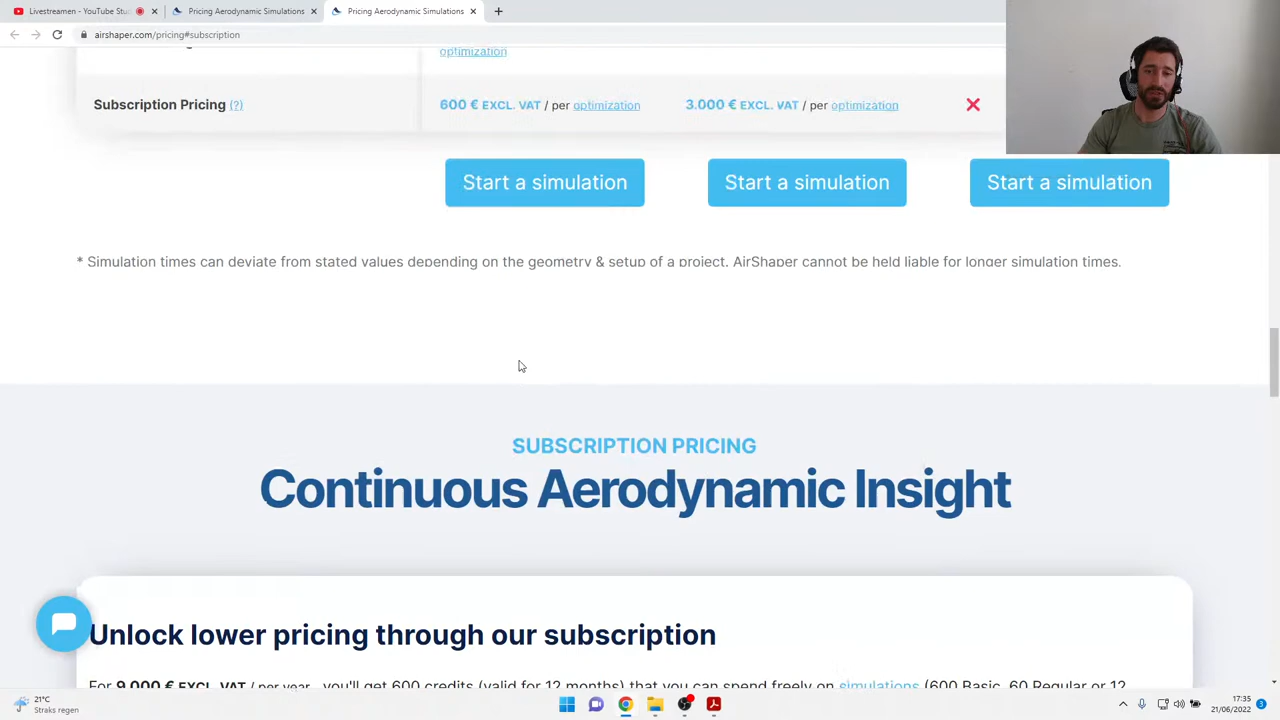 Livestreamen - YouTube Stu
Pricing Aerodynamic Simulations
Pricing Aerodynamic Simulations
airshaper.com/pricing#subscription
optimization
Subscription Pricing (?)
600 € EXCL. VAT / per optimization
3.000 € EXCL. VAT / per optimization
Start a simulation
Start a simulation
Start a simulation
* Simulation times can deviate from stated values depending on the geometry & setup of a project. AirShaper cannot be held liable for longer simulation times.
SUBSCRIPTION PRICING
Continuous Aerodynamic Insight
Unlock lower pricing through our subscription
For 9.000 € EXCL. VAT / per year, you'll get 600 credits (valid for 12 months) that you can spend freely on simulations (600 Basic, 60 Regular or 12
21°C
Straks regen
17:35
21/06/2022
3